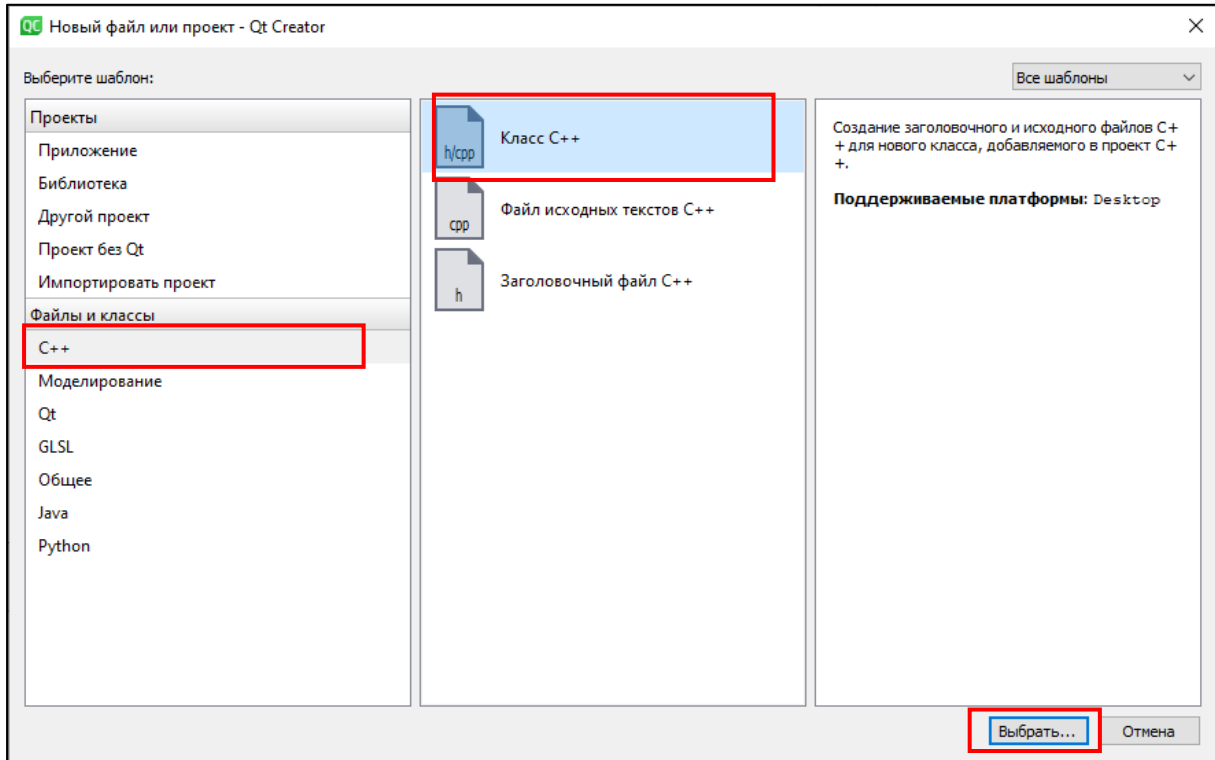 QC Новый файл или проект - Qt Creator
Выберите шаблон:
Все шаблоны
Проекты
Приложение
Библиотека
Другой проект
Проект без Qt
Импортировать проект
Файлы и классы
C++
Моделирование
Qt
GLSL
Общее
Java
Python
h/cpp
Класс C++
cpp
Файл исходных текстов C++
h
Заголовочный файл C++
Создание заголовочного и исходного файлов C+
+ для нового класса, добавляемого в проект C+
+.
Поддерживаемые платформы: Desktop
Выбрать...
Отмена